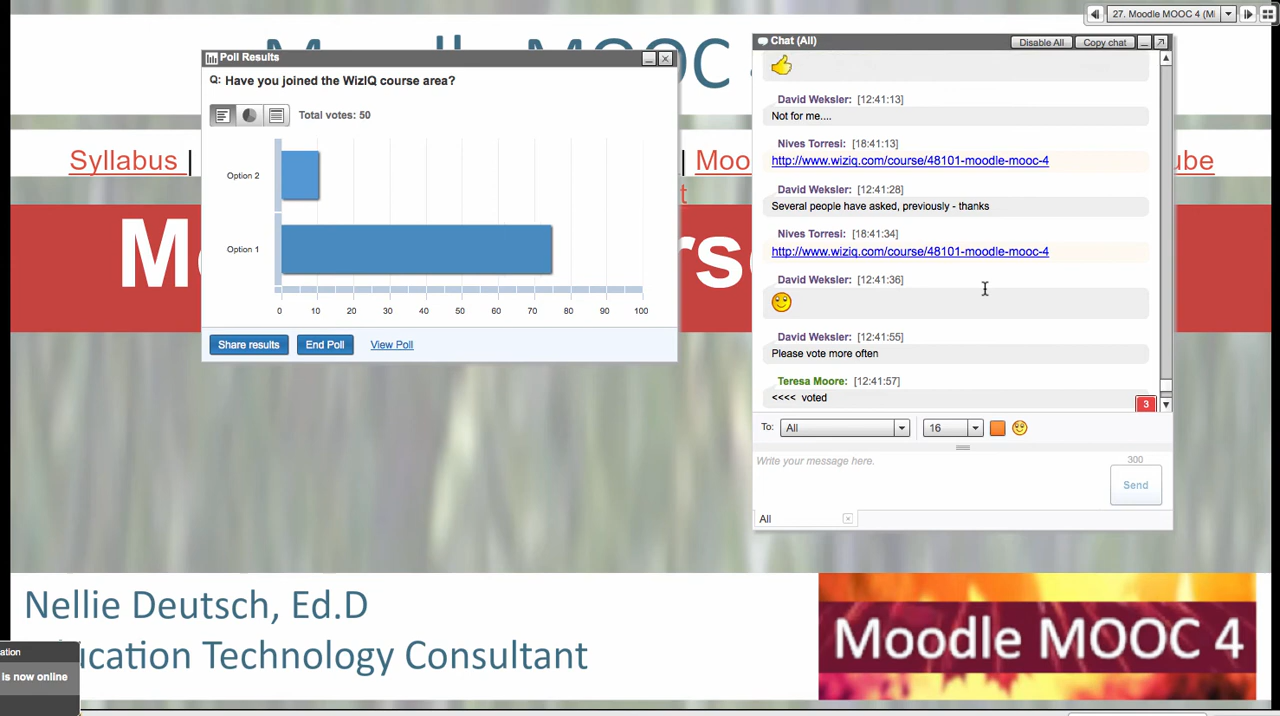 27. Moodle MOOC 4 (Mi
Moodle MOOC 4
Syllabus |
| Moo
ube
t
Poll Results
Q: Have you joined the WizIQ course area?
Total votes: 50
Option 2
Option 1
0 10 20 30 40 50 60 70 80 90 100
Share results
End Poll
View Poll
Chat (All)
Disable All
Copy chat
David Weksler: [12:41:13]
Not for me....
Nives Torresi: [18:41:13]
http://www.wiziq.com/course/48101-moodle-mooc-4
David Weksler: [12:41:28]
Several people have asked, previously - thanks
Nives Torresi: [18:41:34]
http://www.wiziq.com/course/48101-moodle-mooc-4
David Weksler: [12:41:36]
David Weksler: [12:41:55]
Please vote more often
Teresa Moore: [12:41:57]
<<<< voted
3
To: All
16
Write your message here.
300
Send
All
Nellie Deutsch, Ed.D
ucation Technology Consultant
ation
is now online
Moodle MOOC 4